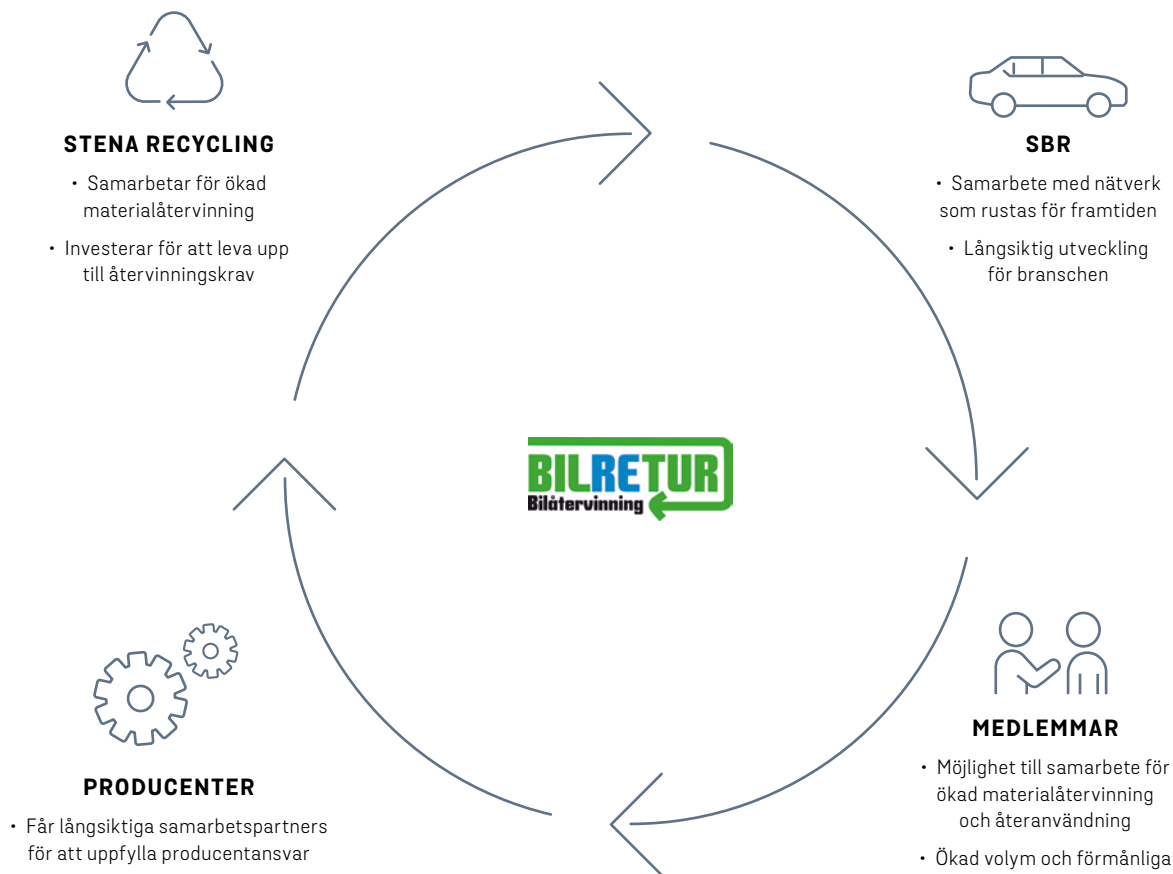 STENA RECYCLING
• Samarbetar för ökad
materialåtervinning
• Investerar för att leva upp
till återvinningskrav
SBR
• Samarbete med nätverk
som rustas för framtiden
• Långsiktig utveckling
för branschen
BILRETUR
Bilåtervinning
PRODUCENTER
• Får långsiktiga samarbetspartners
för att uppfylla producentansvar
MEDLEMMAR
• Möjlighet till samarbete för
ökad materialåtervinning
och återanvändning
• Ökad volym och förmånliga